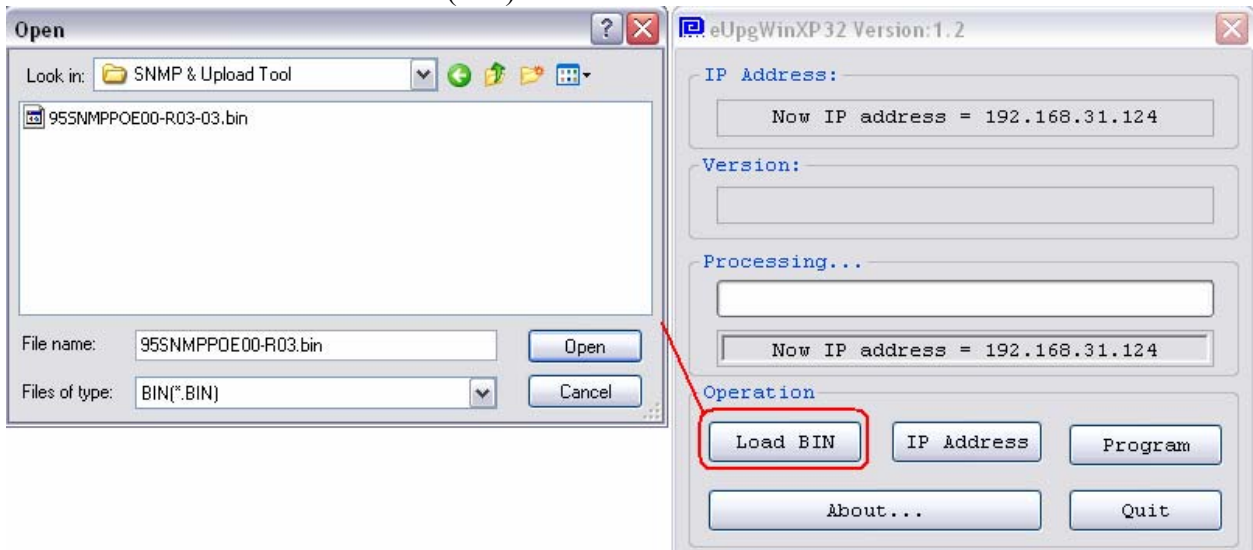 Open
Look in:
SNMP & Upload Tool
95SNMPPOE00-R03-03.bin
File name:
95SNMPPOE00-R03.bin
Open
Files of type:
BIN(*.BIN)
Cancel
eUpgWinXP32 Version:1.2
IP Address:
Now IP address = 192.168.31.124
Version:
Processing...
Now IP address = 192.168.31.124
Operation
Load BIN
IP Address
Program
About...
Quit